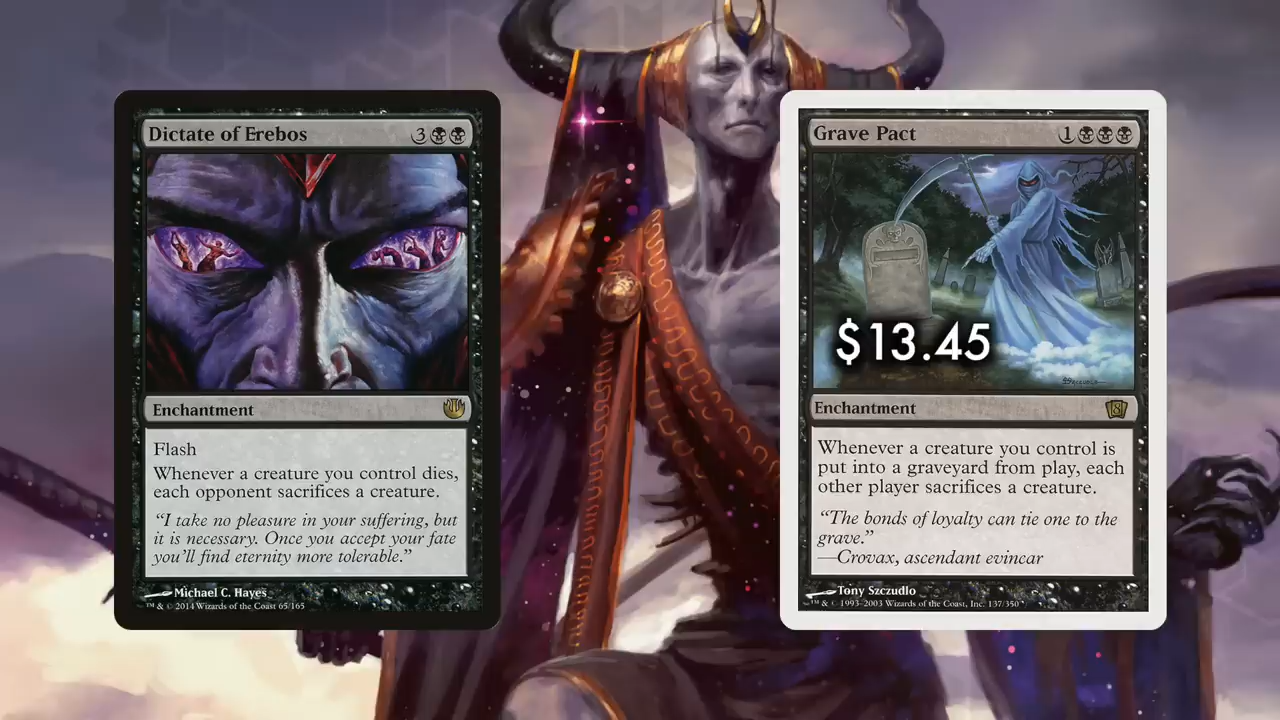 Dictate of Erebos 3
Enchantment
Flash
Whenever a creature you control dies,
each opponent sacrifices a creature.
“I take no pleasure in your suffering, but
it is necessary. Once you accept your fate
you’ll find eternity more tolerable.”
Michael C. Hayes
™ & © 2014 Wizards of the Coast 65/165
Grave Pact 1
$13.45
Enchantment 8
Whenever a creature you control is
put into a graveyard from play, each
other player sacrifices a creature.
“The bonds of loyalty can tie one to the
grave.”
—Crovax, ascendant evincar
Tony Szczudlo
™ & © 1993–2003 Wizards of the Coast, Inc. 137/350